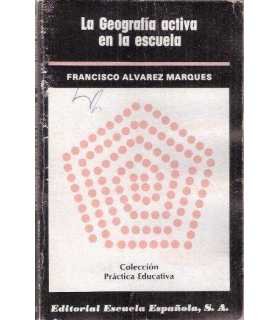 La Geografía activa
en la escuela
FRANCISCO ALVAREZ MARQUES
Colección
Práctica Educativa
Editorial Escuela Española, S. A.